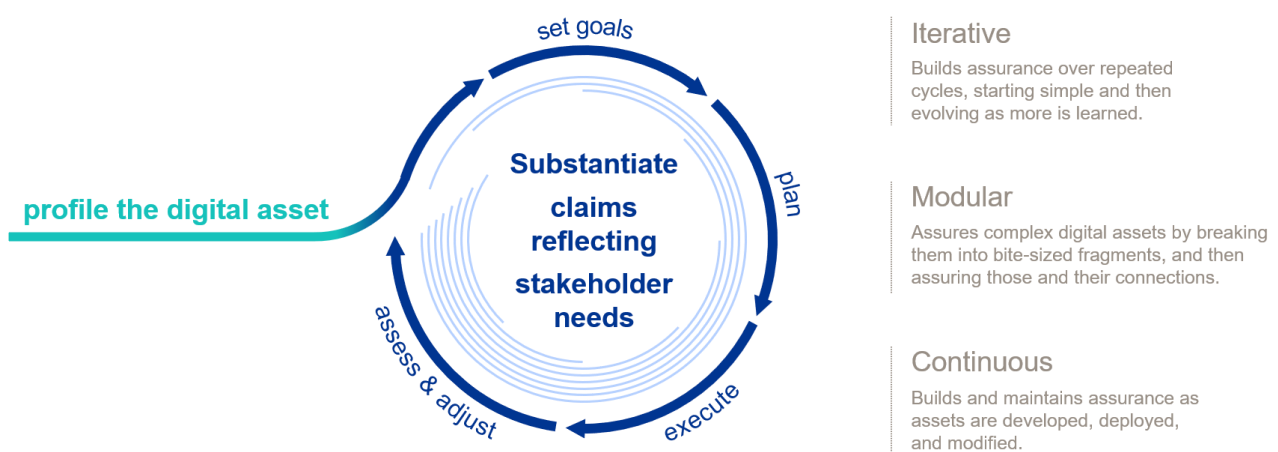 profile the digital asset
set goals
plan
execute
assess & adjust
Substantiate
claims
reflecting
stakeholder
needs
Iterative
Builds assurance over repeated
cycles, starting simple and then
evolving as more is learned.
Modular
Assures complex digital assets by breaking
them into bite-sized fragments, and then
assuring those and their connections.
Continuous
Builds and maintains assurance as
assets are developed, deployed,
and modified.